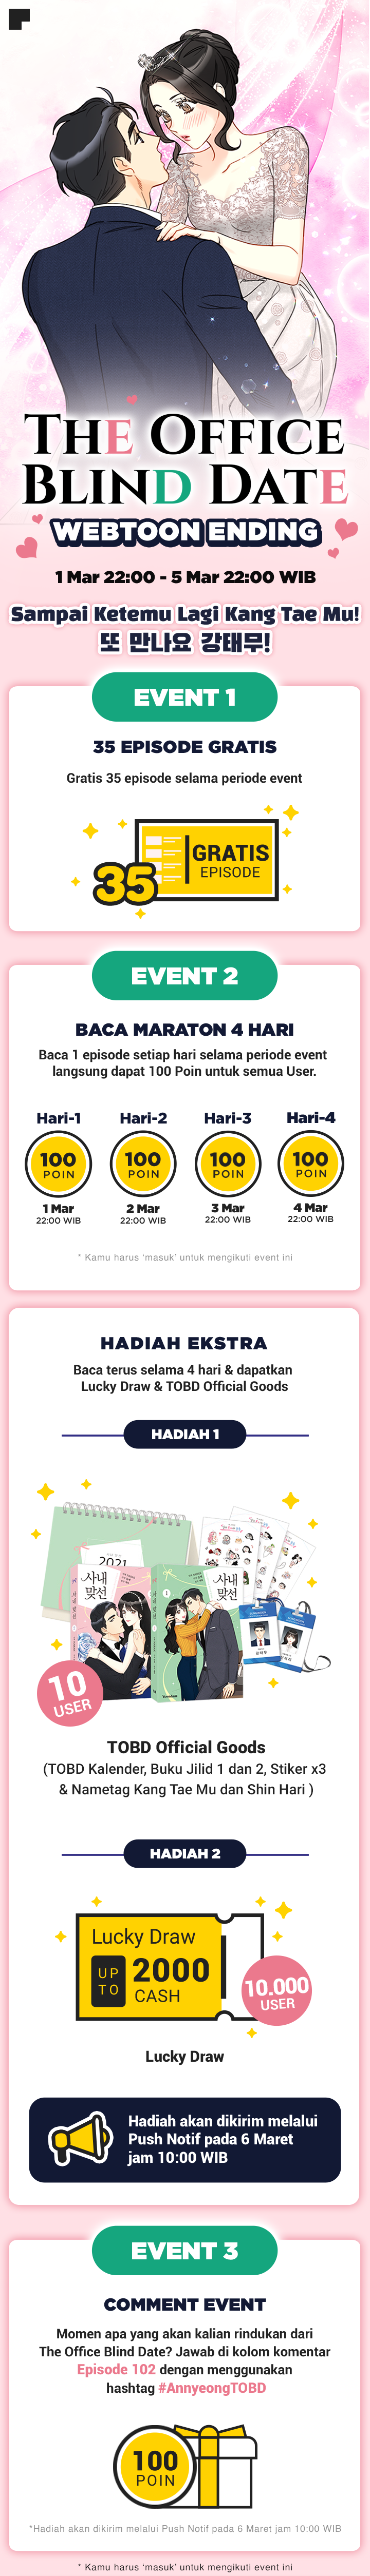 THE OFFICE
BLIND DATE
WEBTOON ENDING
1 Mar 22:00 - 5 Mar 22:00 WIB
Sampai Ketemu Lagi Kang Tae Mu!
또 만나요 강태무!
EVENT 1
35 EPISODE GRATIS
Gratis 35 episode selama periode event
35
GRATIS
EPISODE
EVENT 2
BACA MARATON 4 HARI
Baca 1 episode setiap hari selama periode event
langsung dapat 100 Poin untuk semua User.
Hari-1 Hari-2 Hari-3 Hari-4
100 100 100 100
POIN POIN POIN POIN
1 Mar 2 Mar 3 Mar 4 Mar
22:00 WIB 22:00 WIB 22:00 WIB 22:00 WIB
* Kamu harus ‘masuk’ untuk mengikuti event ini
HADIAH EKSTRA
Baca terus selama 4 hari & dapatkan
Lucky Draw & TOBD Official Goods
HADIAH 1
2021
사내 사내
맞선 맞선
10
USER
TOBD Official Goods
(TOBD Kalender, Buku Jilid 1 dan 2, Stiker x3
& Nametag Kang Tae Mu dan Shin Hari )
HADIAH 2
Lucky Draw
UP TO 2000
CASH
10.000
USER
Lucky Draw
Hadiah akan dikirim melalui
Push Notif pada 6 Maret
jam 10:00 WIB
EVENT 3
COMMENT EVENT
Momen apa yang akan kalian rindukan dari
The Office Blind Date? Jawab di kolom komentar
Episode 102 dengan menggunakan
hashtag #AnnyeongTOBD
100
POIN
*Hadiah akan dikirim melalui Push Notif pada 6 Maret jam 10:00 WIB
* Kamu harus ‘masuk’ untuk mengikuti event ini